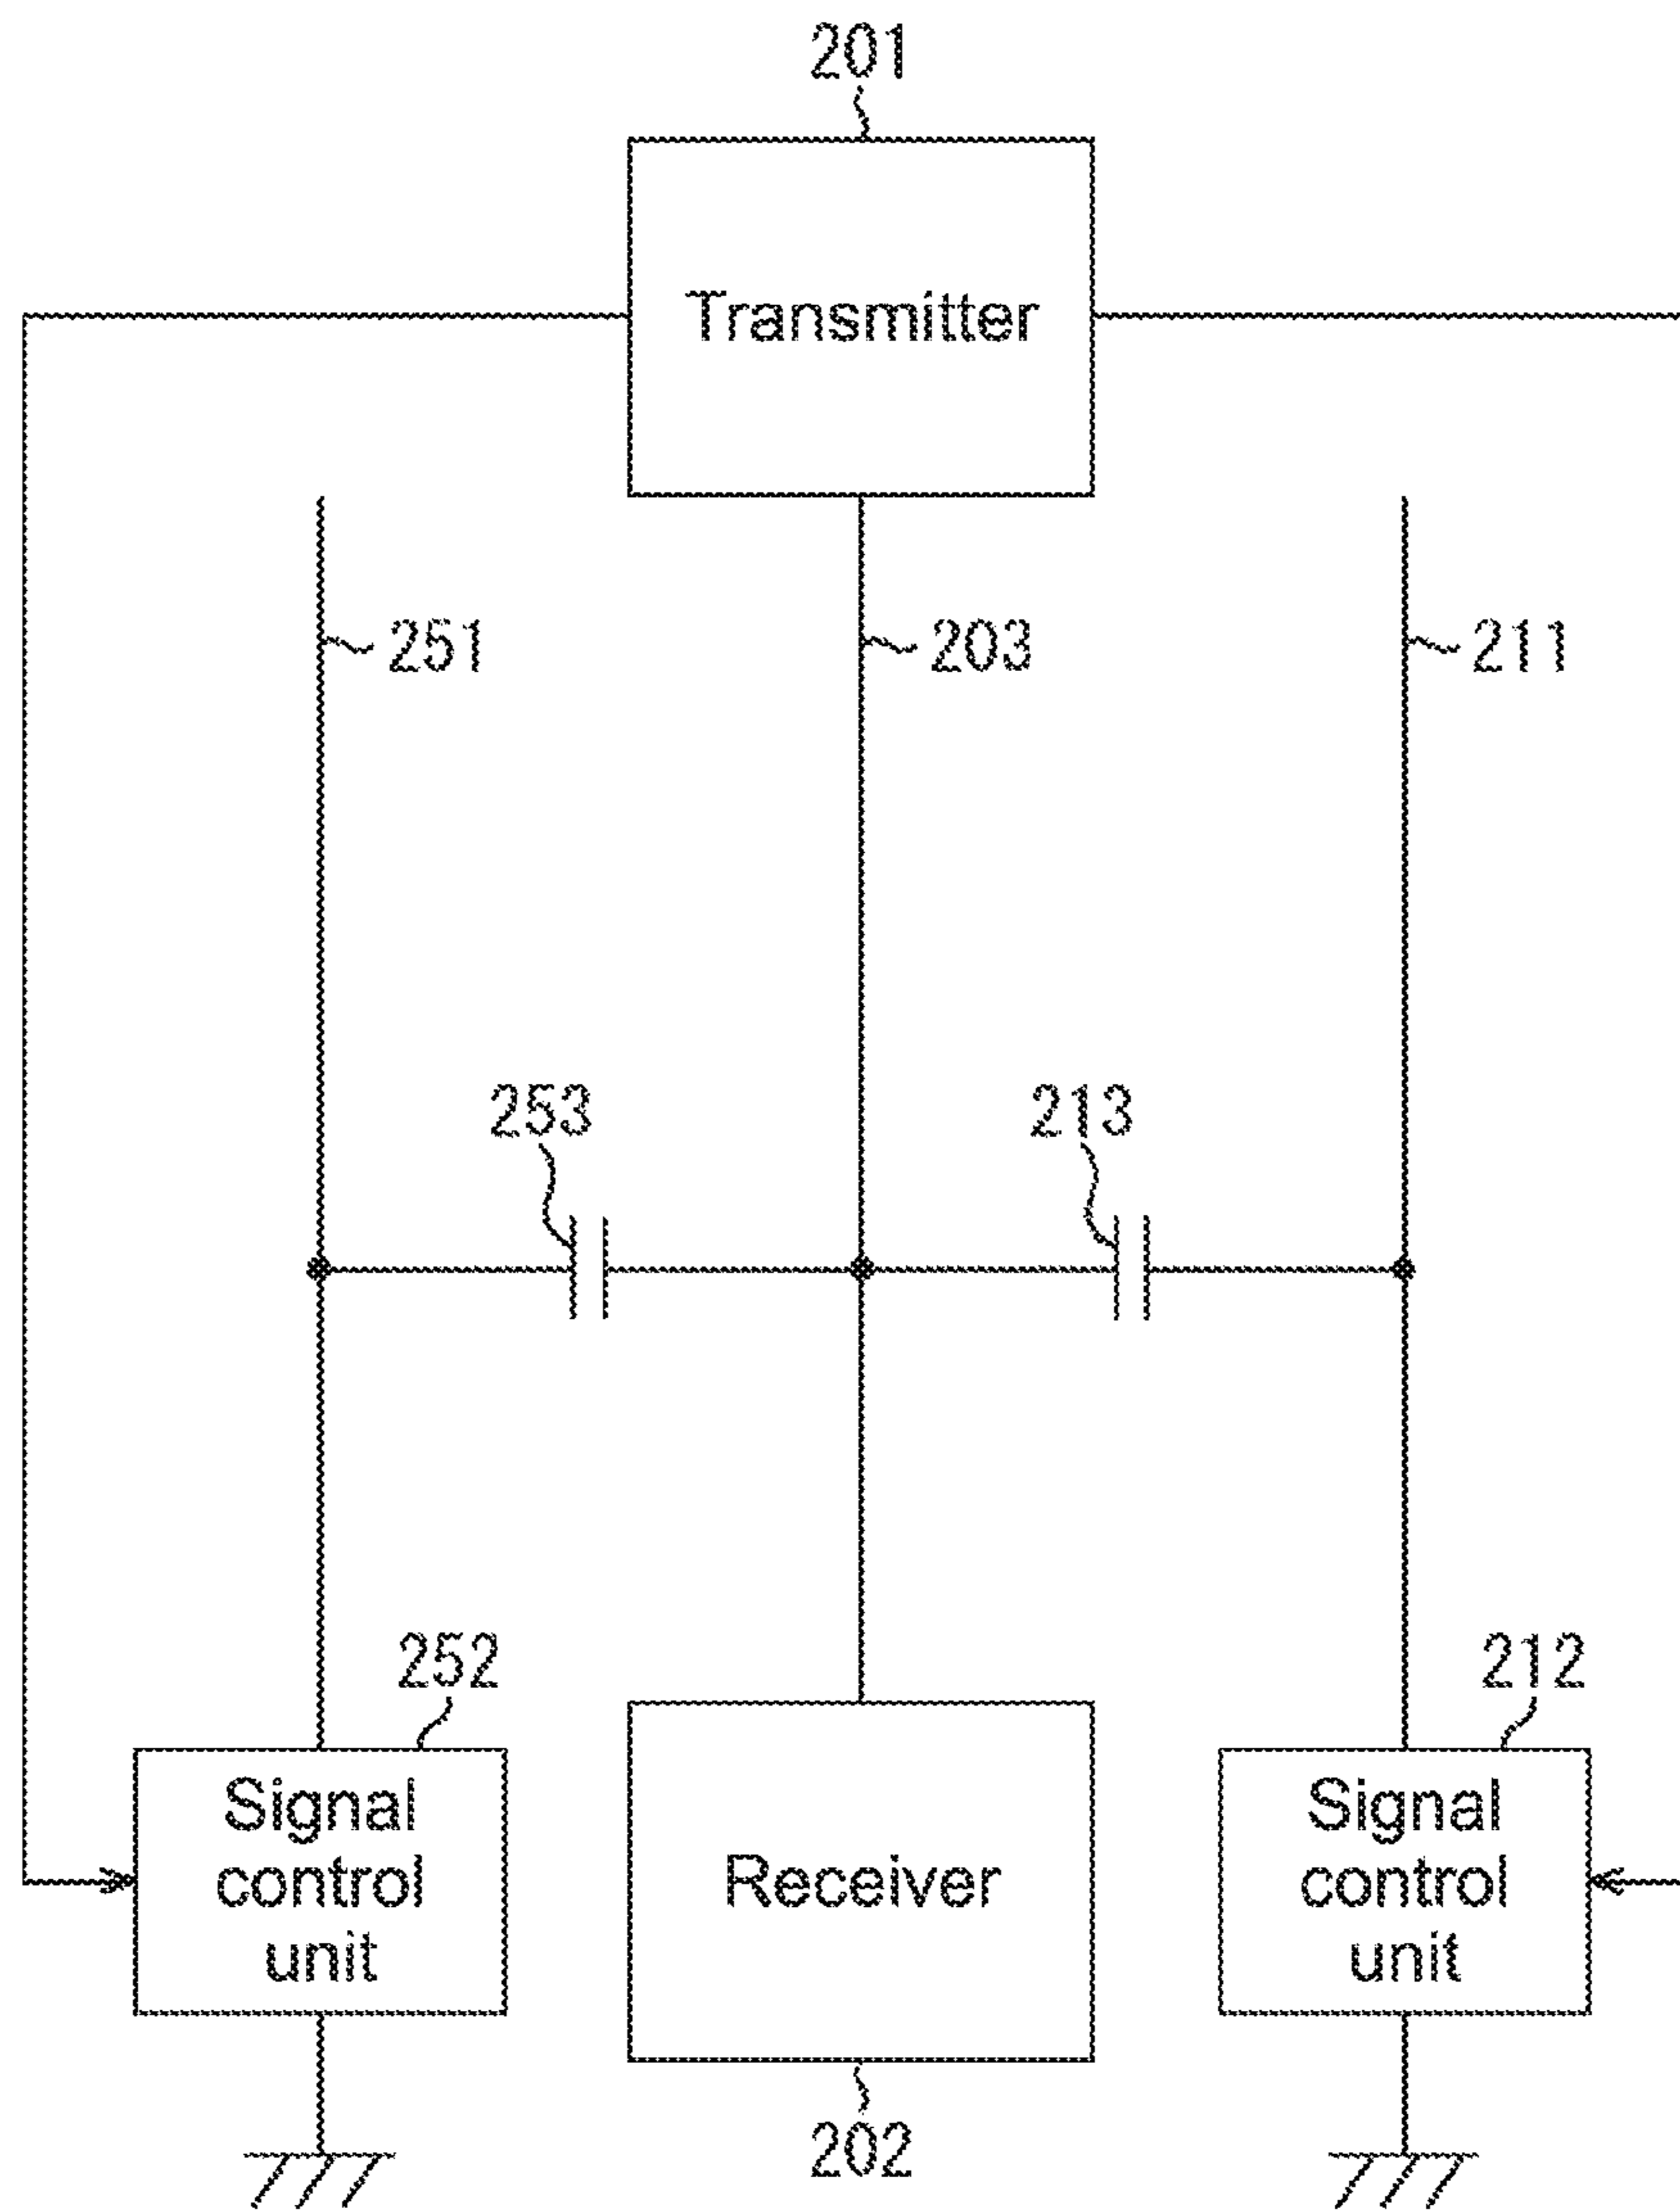 201
Transmitter
251
203
211
253
213
252
212
Signal
control
unit
Receiver
Signal
control
unit
202